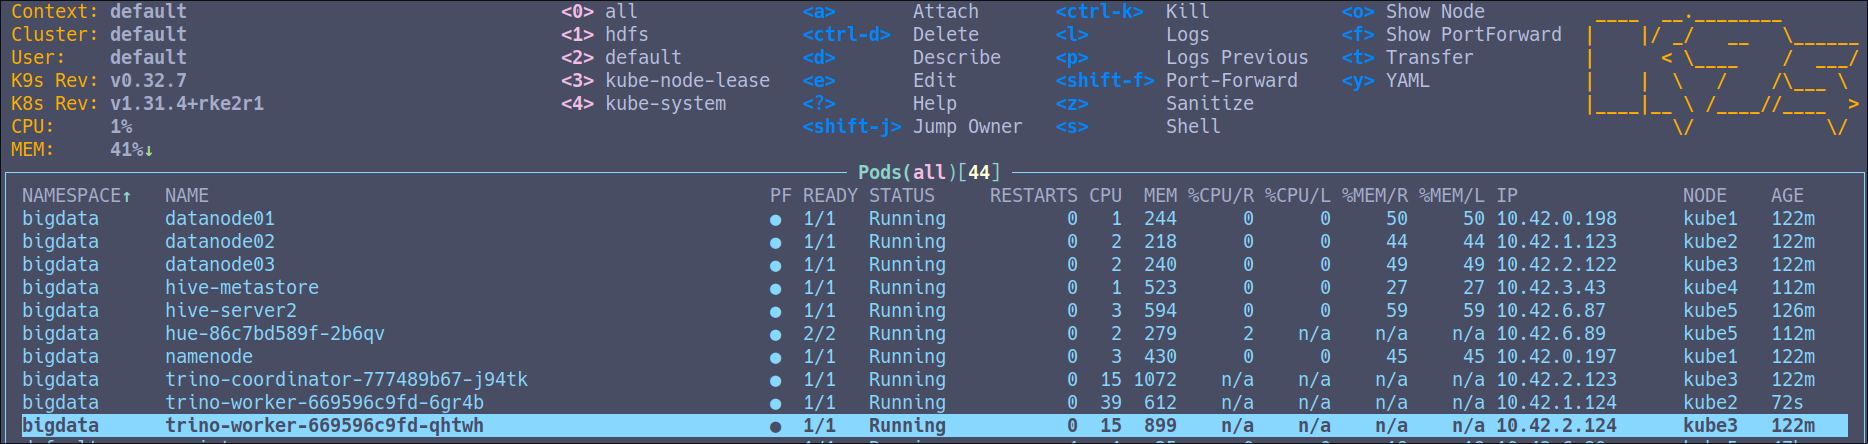 Context: default <0> all <a> Attach <ctrl-k> Kill <o> Show Node
Cluster: default <1> hdfs <ctrl-d> Delete <l> Logs <f> Show PortForward
User: default <2> default <d> Describe <p> Logs Previous <t> Transfer
K9s Rev: v0.32.7 <3> kube-node-lease <e> Edit <shift-f> Port-Forward <y> YAML
K8s Rev: v1.31.4+rke2r1 <4> kube-system <?> Help <z> Sanitize
CPU: 1% <shift-j> Jump Owner <s> Shell
MEM: 41%↓
Pods(all)[44]
NAMESPACE↑ NAME PF READY STATUS RESTARTS CPU MEM %CPU/R %CPU/L %MEM/R %MEM/L IP NODE AGE
bigdata datanode01 ● 1/1 Running 0 1 244 0 0 50 50 10.42.0.198 kube1 122m
bigdata datanode02 ● 1/1 Running 0 2 218 0 0 44 44 10.42.1.123 kube2 122m
bigdata datanode03 ● 1/1 Running 0 2 240 0 0 49 49 10.42.2.122 kube3 122m
bigdata hive-metastore ● 1/1 Running 0 1 523 0 0 27 27 10.42.3.43 kube4 112m
bigdata hive-server2 ● 1/1 Running 0 3 594 0 0 59 59 10.42.6.87 kube5 126m
bigdata hue-86c7bd589f-2b6qv ● 2/2 Running 0 2 279 2 n/a n/a n/a 10.42.6.89 kube5 112m
bigdata namenode ● 1/1 Running 0 3 430 0 0 45 45 10.42.0.197 kube1 122m
bigdata trino-coordinator-777489b67-j94tk ● 1/1 Running 0 15 1072 n/a n/a n/a n/a 10.42.2.123 kube3 122m
bigdata trino-worker-669596c9fd-6gr4b ● 1/1 Running 0 39 612 n/a n/a n/a n/a 10.42.1.124 kube2 72s
bigdata trino-worker-669596c9fd-qhtwh ● 1/1 Running 0 15 899 n/a n/a n/a n/a 10.42.2.124 kube3 122m